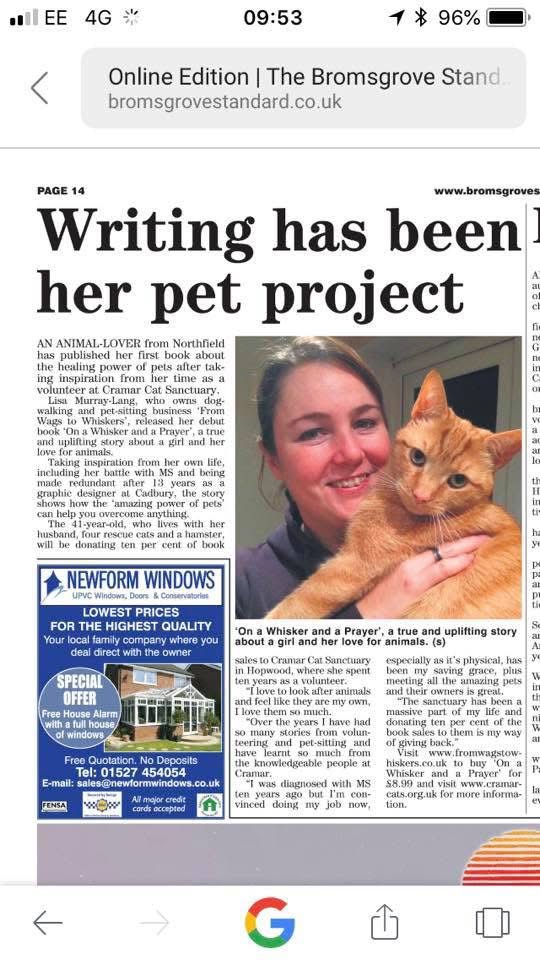 EE 4G 09:53 96%
Online Edition | The Bromsgrove Stand..
bromsgrovestandard.co.uk
PAGE 14
www.bromsgroves
Writing has been
her pet project
AN ANIMAL-LOVER from Northfield
has published her first book about
the healing power of pets after tak-
ing inspiration from her time as a
volunteer at Cramar Cat Sanctuary.
Lisa Murray-Lang, who owns dog-
walking and pet-sitting business 'From
Wags to Whiskers', released her debut
book 'On a Whisker and a Prayer', a true
and uplifting story about a girl and her
love for animals.
Taking inspiration from her own life,
including her battle with MS and being
made redundant after 13 years as a
graphic designer at Cadbury, the story
shows how the 'amazing power of pets'
can help you overcome anything.
The 41-year-old, who lives with her
husband, four rescue cats and a hamster,
will be donating ten per cent of book
'On a Whisker and a Prayer', a true and uplifting story
about a girl and her love for animals. (s)
sales to Cramar Cat Sanctuary
in Hopwood, where she spent
ten years as a volunteer.
"I love to look after animals
and feel like they are my own,
I love them so much.
"Over the years I have had
so many stories from volun-
teering and pet-sitting and
have learnt so much from
the knowledgeable people at
Cramar.
"I was diagnosed with MS
ten years ago but I'm con-
vinced doing my job now,
especially as it's physical, has
been my saving grace, plus
meeting all the amazing pets
and their owners is great.
"The sanctuary has been a
massive part of my life and
donating ten per cent of the
book sales to them is my way
of giving back."
Visit www.fromwagstow-
hiskers.co.uk to buy 'On a
Whisker and a Prayer' for
£8.99 and visit www.cramar-
cats.org.uk for more informa-
tion.
NEWFORM WINDOWS
UPVC Windows, Doors & Conservatories
LOWEST PRICES
FOR THE HIGHEST QUALITY
Your local family company where you
deal direct with the owner
SPECIAL
OFFER
Free House Alarm
with a full house
of windows
Free Quotation. No Deposits
Tel: 01527 454054
E-mail: sales@newformwindows.co.uk
FENSA
All major credit
cards accepted